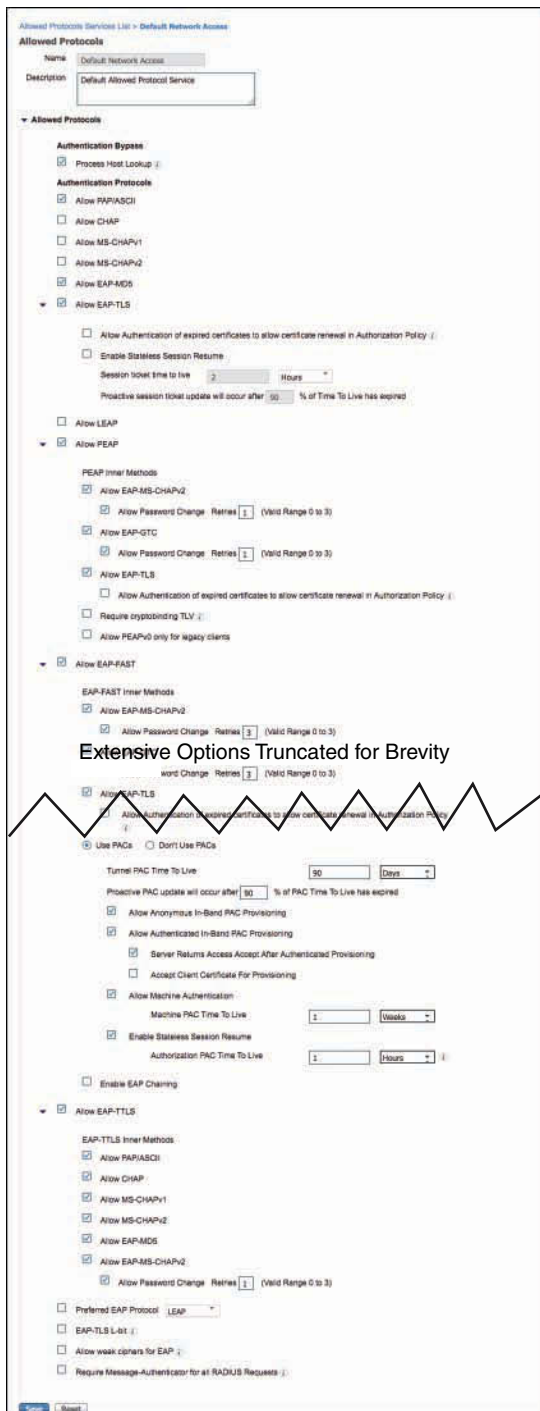 Allowed Protocols Services List > Default Network Access
Allowed Protocols
Name Default Network Access
Description Default Allowed Protocol Service
Allowed Protocols
Authentication Bypass
Process Host Lookup i
Authentication Protocols
Allow PAP/ASCII
Allow CHAP
Allow MS-CHAPv1
Allow MS-CHAPv2
Allow EAP-MD5
Allow EAP-TLS
Allow Authentication of expired certificates to allow certificate renewal in Authorization Policy i
Enable Stateless Session Resume
Session ticket time to live 2 Hours
Proactive session ticket update will occur after 90 % of Time To Live has expired
Allow LEAP
Allow PEAP
PEAP Inner Methods
Allow EAP-MS-CHAPv2
Allow Password Change Retries 1 (Valid Range 0 to 3)
Allow EAP-GTC
Allow Password Change Retries 1 (Valid Range 0 to 3)
Allow EAP-TLS
Allow Authentication of expired certificates to allow certificate renewal in Authorization Policy i
Require cryptobinding TLV i
Allow PEAPv0 only for legacy clients
Allow EAP-FAST
EAP-FAST Inner Methods
Allow EAP-MS-CHAPv2
Allow Password Change Retries 3 (Valid Range 0 to 3)
Extensive Options Truncated for Brevity
word Change Retries 3 (Valid Range 0 to 3)
Allow EAP-TLS
Allow Authentication of expired certificates to allow certificate renewal in Authorization Policy
i
Use PACs Don't Use PACs
Tunnel PAC Time To Live 90 Days
Proactive PAC update will occur after 90 % of PAC Time To Live has expired
Allow Anonymous In-Band PAC Provisioning
Allow Authenticated In-Band PAC Provisioning
Server Returns Access Accept After Authenticated Provisioning
Accept Client Certificate For Provisioning
Allow Machine Authentication
Machine PAC Time To Live 1 Weeks
Enable Stateless Session Resume
Authorization PAC Time To Live 1 Hours i
Enable EAP Chaining
Allow EAP-TTLS
EAP-TTLS Inner Methods
Allow PAP/ASCII
Allow CHAP
Allow MS-CHAPv1
Allow MS-CHAPv2
Allow EAP-MD5
Allow EAP-MS-CHAPv2
Allow Password Change Retries 1 (Valid Range 0 to 3)
Preferred EAP Protocol LEAP
EAP-TLS L-bit i
Allow weak ciphers for EAP i
Require Message-Authenticator for all RADIUS Requests i
Save Reset